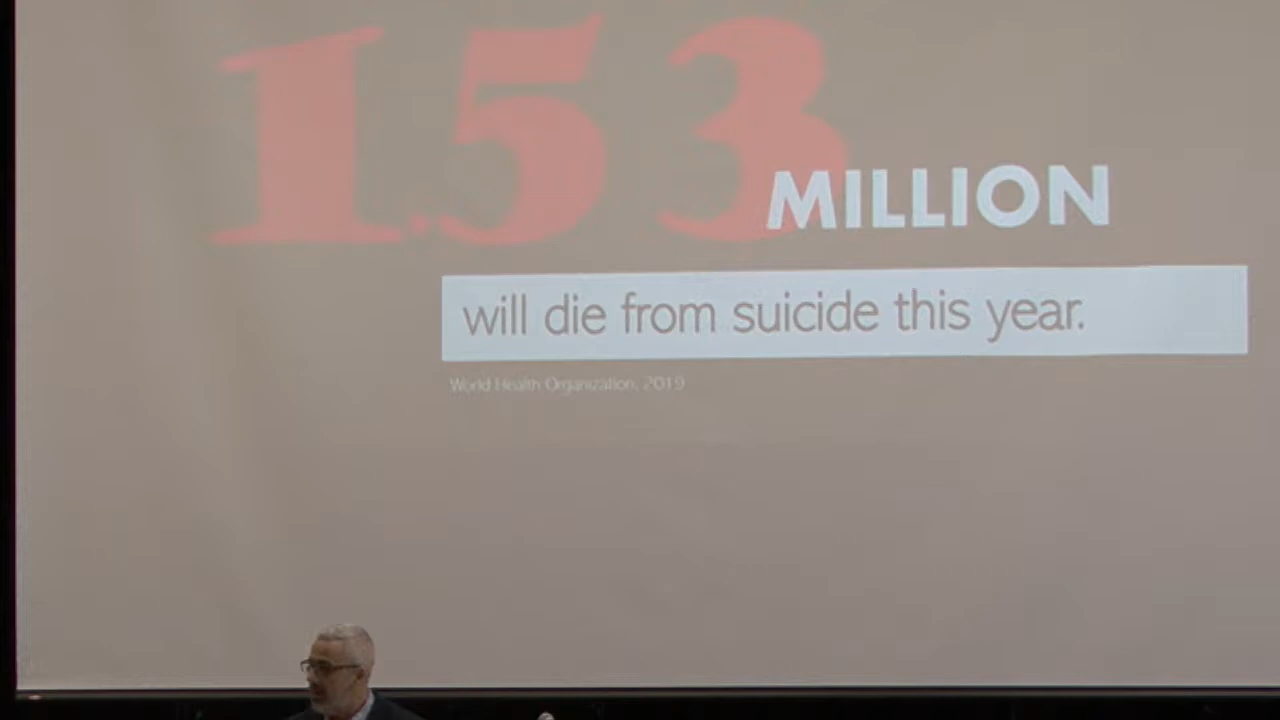 1.53
MILLION
will die from suicide this year.
World Health Organization, 2019